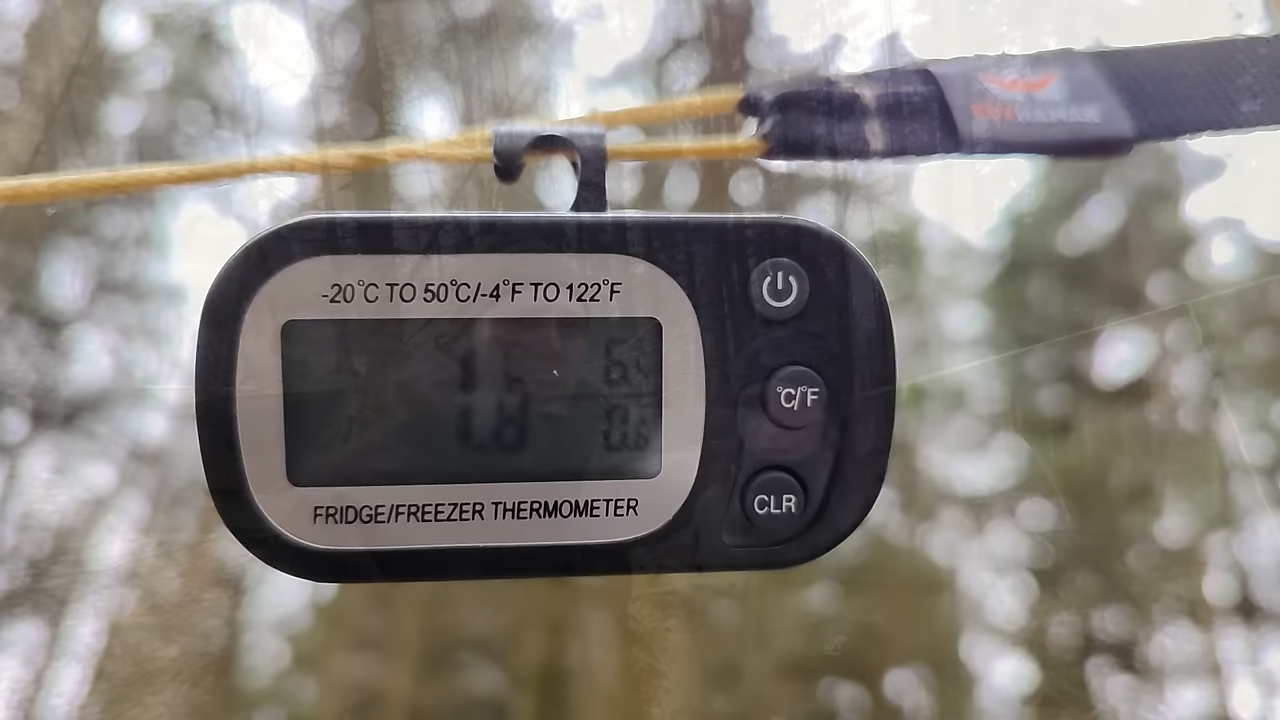 -20°C TO 50°C/-4°F TO 122°F
°C/°F
CLR
FRIDGE/FREEZER THERMOMETER